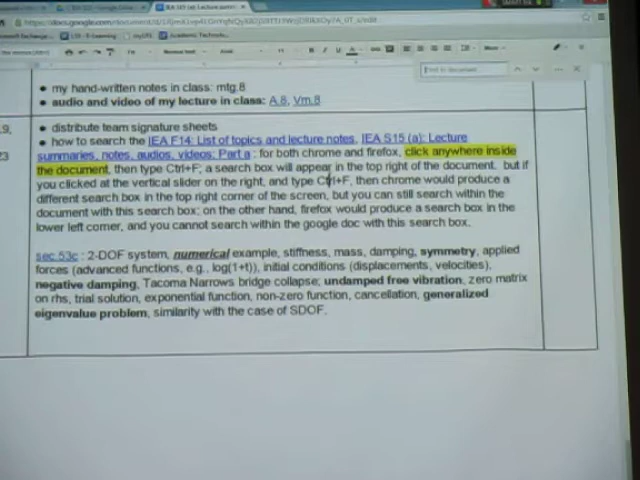 my hand-written notes in class: mtg.8
audio and video of my lecture in class: A.8, Vm.8
distribute team signature sheets
how to search the IEA F14: List of topics and lecture notes, IEA S15 (a): Lecture
summaries, notes, audios, videos: Part a ; for both chrome and firefox, click anywhere inside
the document, then type Ctrl+F; a search box will appear in the top right of the document. but if
you clicked at the vertical slider on the right, and type Ctrl+F, then chrome would produce a
different search box in the top right corner of the screen, but you can still search within the
document with this search box; on the other hand, firefox would produce a search box in the
lower left corner, and you cannot search within the google doc with this search box.
sec.53c : 2-DOF system, numerical example, stiffness, mass, damping, symmetry, applied
forces (advanced functions, e.g., log(1+t)), initial conditions (displacements, velocities),
negative damping, Tacoma Narrows bridge collapse; undamped free vibration, zero matrix
on rhs, trial solution, exponential function, non-zero function, cancellation, generalized
eigenvalue problem, similarity with the case of SDOF.